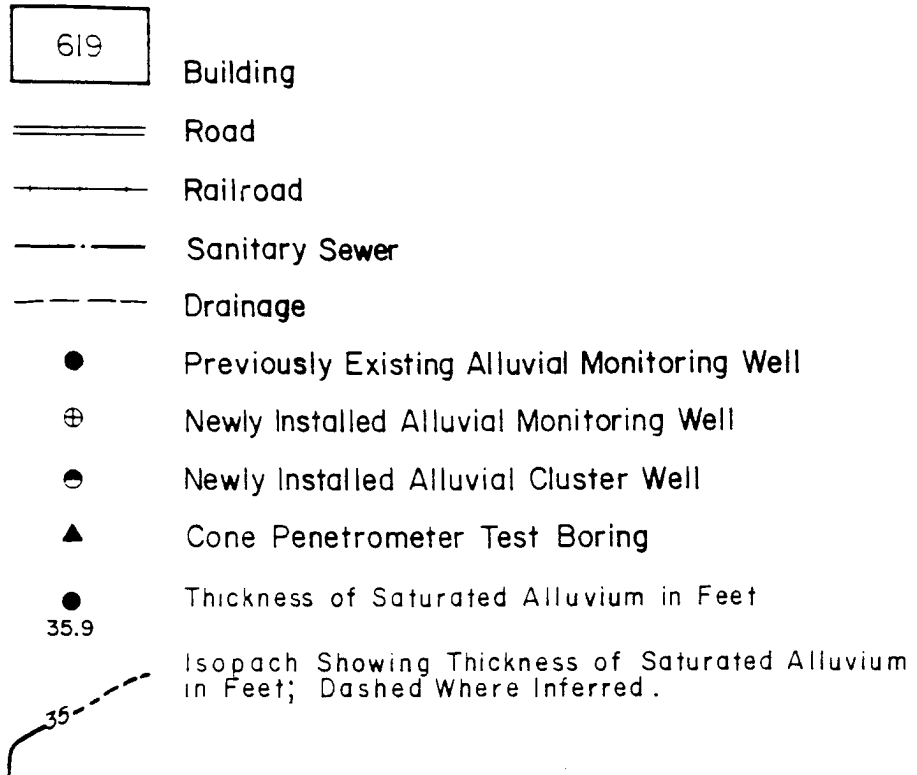 619
Building
Road
Railroad
Sanitary Sewer
Drainage
Previously Existing Alluvial Monitoring Well
Newly Installed Alluvial Monitoring Well
Newly Installed Alluvial Cluster Well
Cone Penetrometer Test Boring
Thickness of Saturated Alluvium in Feet
35.9
Isopach Showing Thickness of Saturated Alluvium
in Feet; Dashed Where Inferred.
35